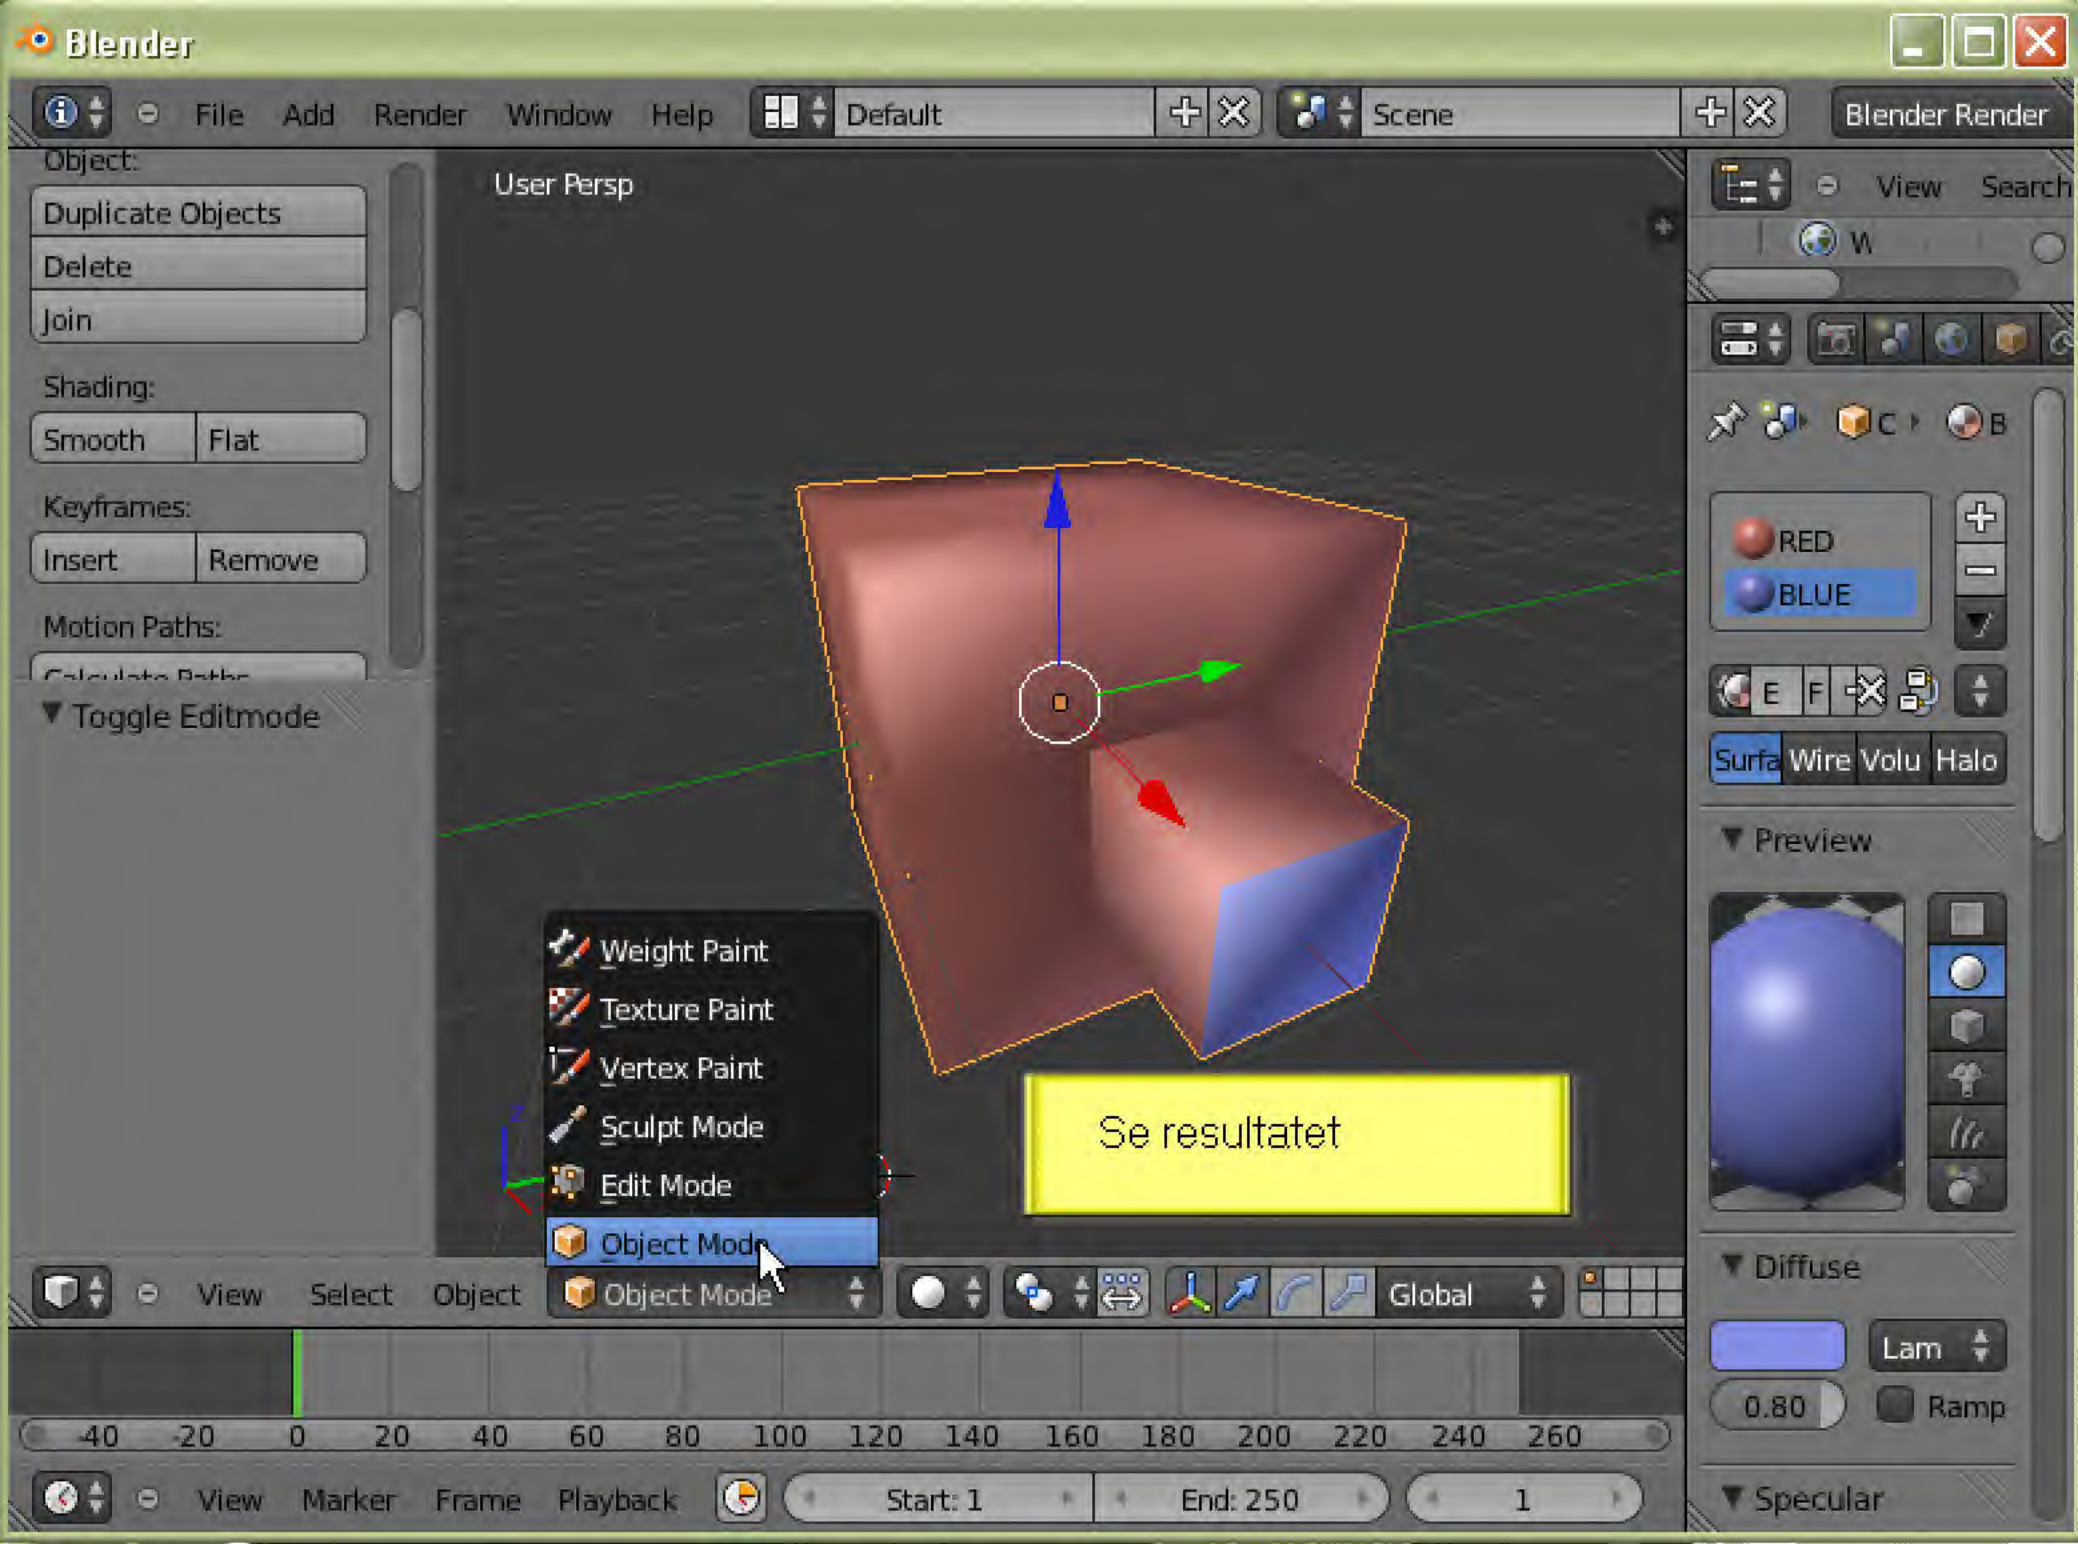 Blender
File Add Render Window Help Default Scene Blender Render
Object:
Duplicate Objects
Delete
Join
Shading:
Smooth Flat
Keyframes:
Insert Remove
Motion Paths:
Calculate Paths
Toggle Editmode
User Persp
Weight Paint
Texture Paint
Vertex Paint
Sculpt Mode
Edit Mode
Object Mode
z
Se resultatet
View Select Object Object Mode Global
View Search
W
C B
RED
BLUE
E F
Surfa Wire Volu Halo
Preview
Diffuse
Lam
0.80 Ramp
Specular
-40 -20 0 20 40 60 80 100 120 140 160 180 200 220 240 260
View Marker Frame Playback Start: 1 End: 250 1